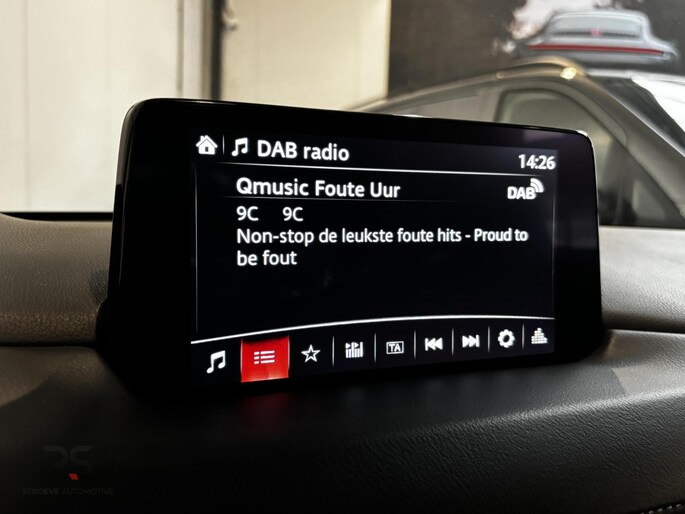 DAB radio
14:26
Qmusic Foute Uur
DAB
9C 9C
Non-stop de leukste foute hits - Proud to
be fout
TA